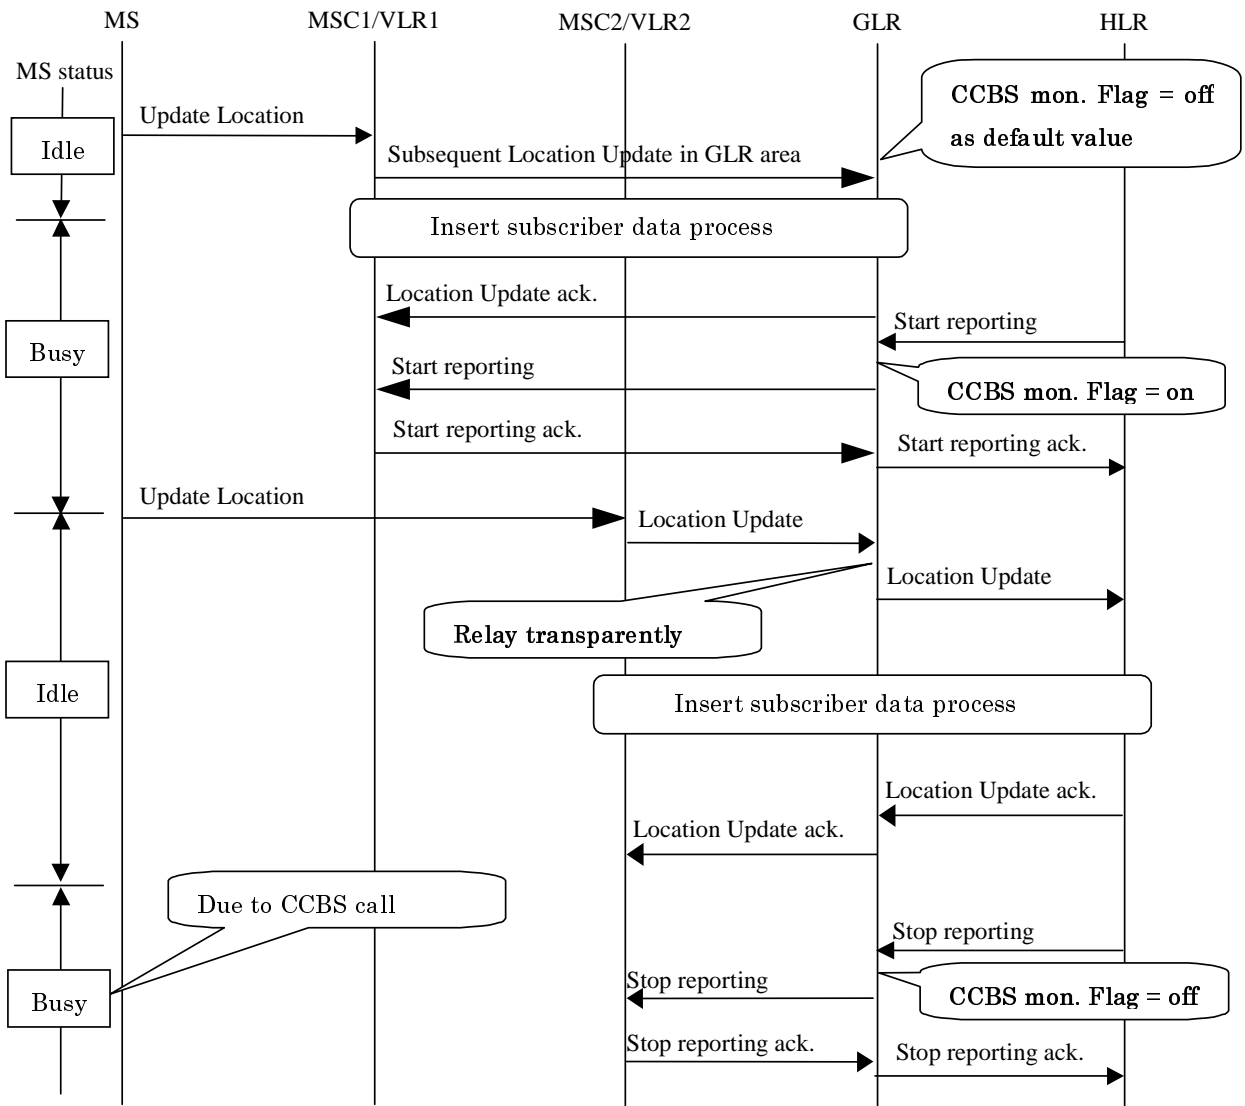 MS
MSC1/VLR1
MSC2/VLR2
GLR
HLR
MS status
CCBS mon. Flag = off
as default value
Update Location
Idle
Subsequent Location Update in GLR area
Insert subscriber data process
Location Update ack.
Start reporting
Busy
Start reporting
CCBS mon. Flag = on
Start reporting ack.
Start reporting ack.
Update Location
Location Update
Location Update
Relay transparently
Idle
Insert subscriber data process
Location Update ack.
Location Update ack.
Due to CCBS call
Stop reporting
Stop reporting
CCBS mon. Flag = off
Busy
Stop reporting ack.
Stop reporting ack.